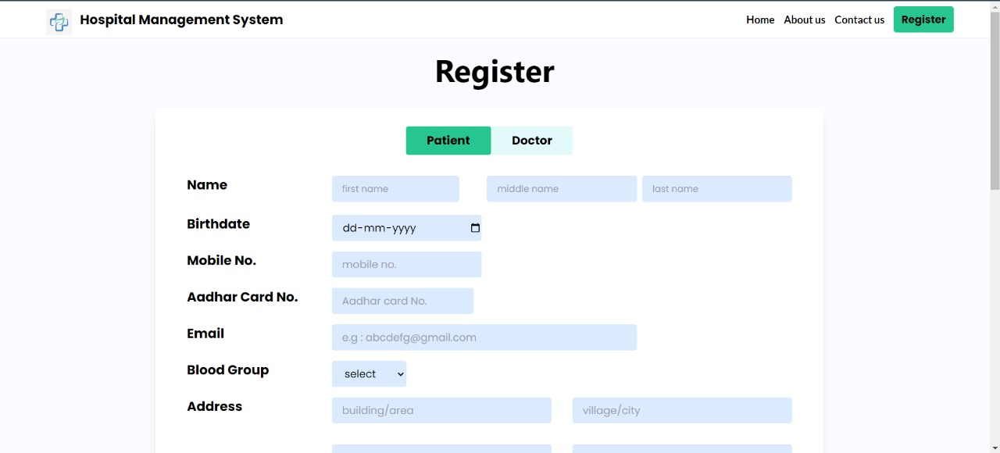 Hospital Management System Home About us Contact us Register
Register
Patient Doctor
Name first name middle name last name
Birthdate dd-mm-yyyy
Mobile No. mobile no.
Aadhar Card No. Aadhar card No.
Email e.g : abcdefg@gmail.com
Blood Group select
Address building/area village/city